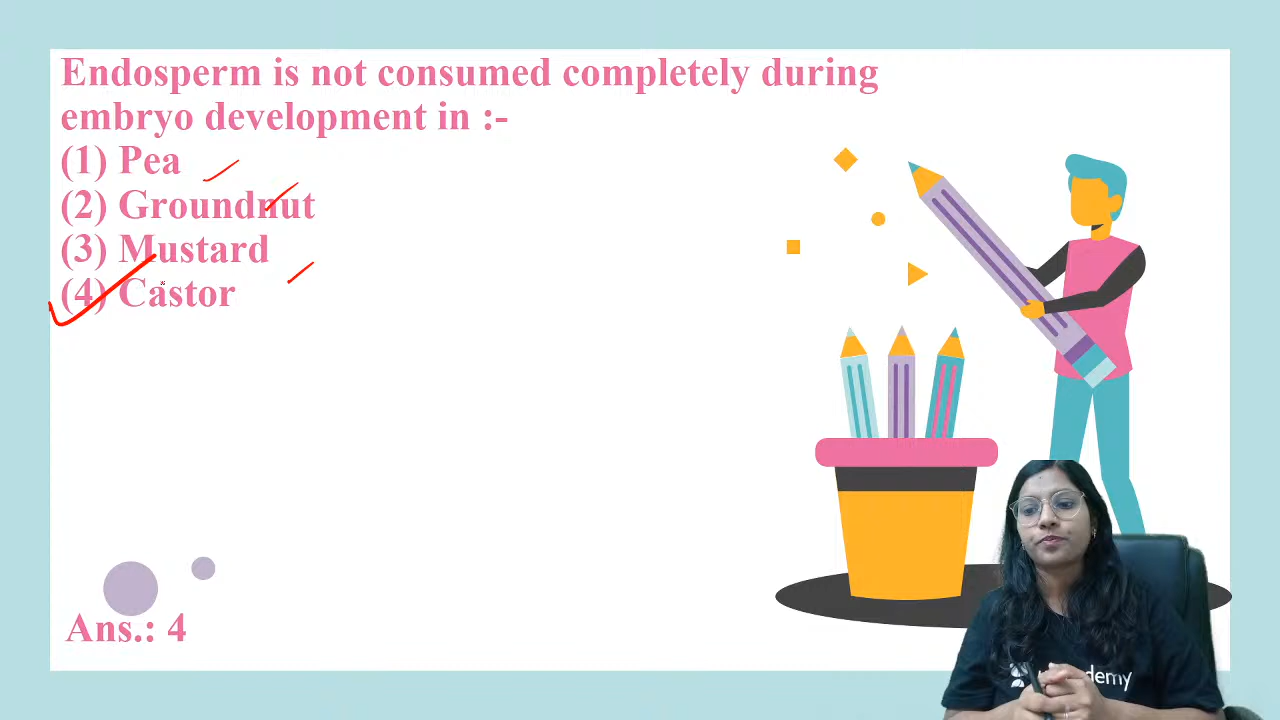 Endosperm is not consumed completely during
embryo development in :-
(1) Pea
(2) Groundnut
(3) Mustard
(4) Castor
Ans.: 4